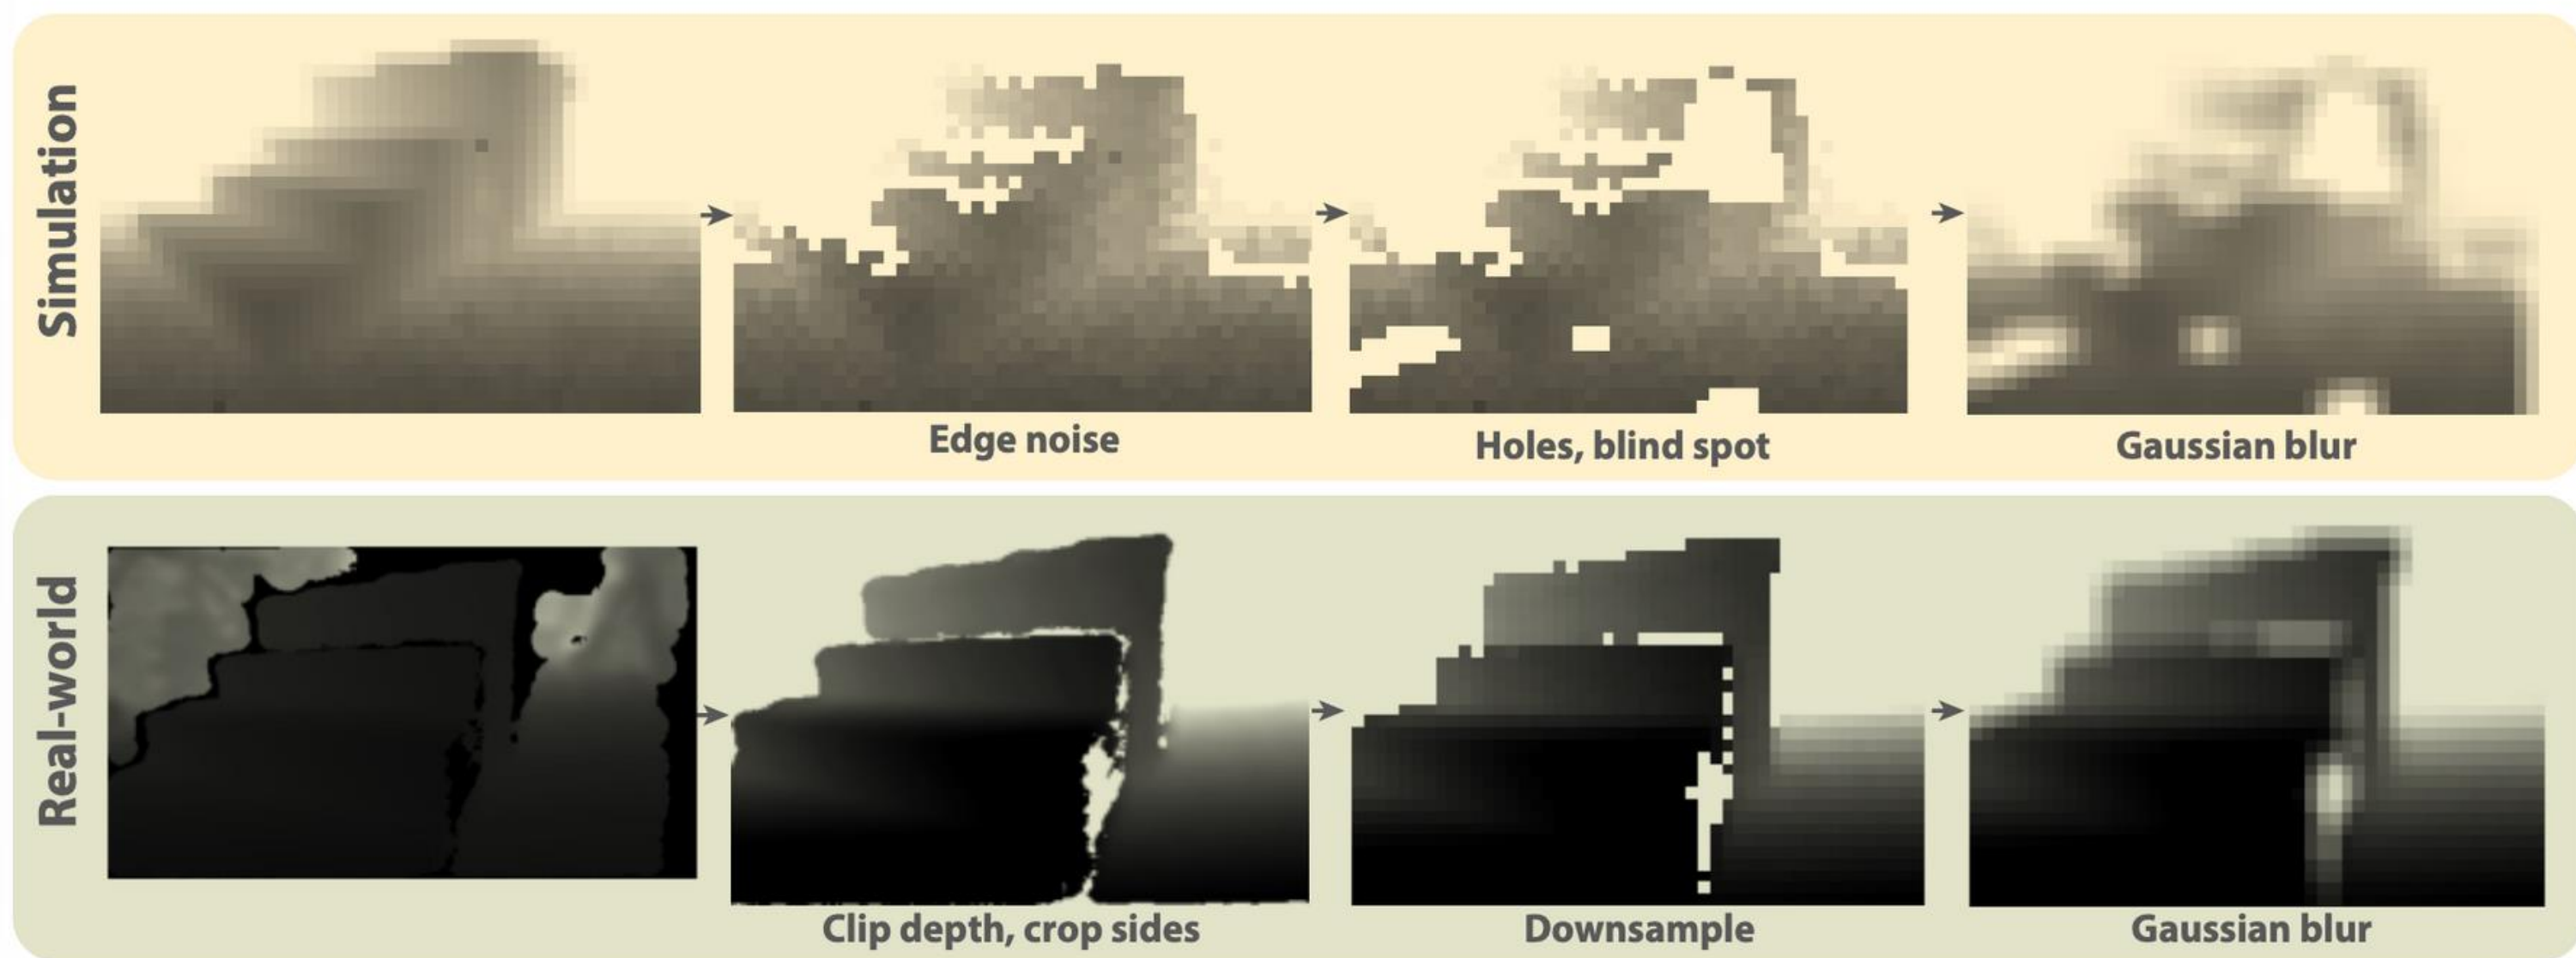 Simulation
Edge noise
Holes, blind spot
Gaussian blur
Real-world
Clip depth, crop sides
Downsample
Gaussian blur